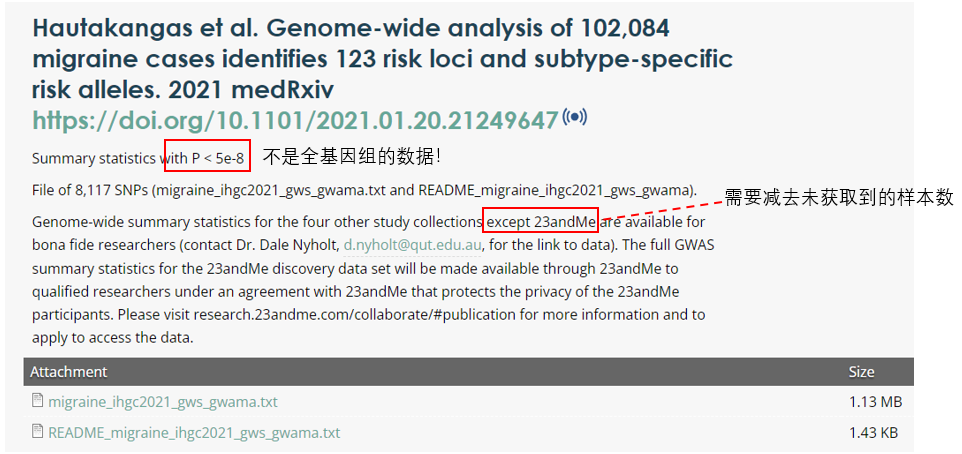 Hautakangas et al. Genome-wide analysis of 102,084
migraine cases identifies 123 risk loci and subtype-specific
risk alleles. 2021 medRxiv
https://doi.org/10.1101/2021.01.20.21249647
Summary statistics with P < 5e-8 不是全基因组的数据!
File of 8,117 SNPs (migraine_ihgc2021_gws_gwama.txt and README_migraine_ihgc2021_gws_gwama).
需要减去未获取到的样本数
Genome-wide summary statistics for the four other study collections except 23andMe are available for
bona fide researchers (contact Dr. Dale Nyholt, d.nyholt@qut.edu.au, for the link to data). The full GWAS
summary statistics for the 23andMe discovery data set will be made available through 23andMe to
qualified researchers under an agreement with 23andMe that protects the privacy of the 23andMe
participants. Please visit research.23andme.com/collaborate/#publication for more information and to
apply to access the data.
Attachment Size
migraine_ihgc2021_gws_gwama.txt 1.13 MB
README_migraine_ihgc2021_gws_gwama.txt 1.43 KB